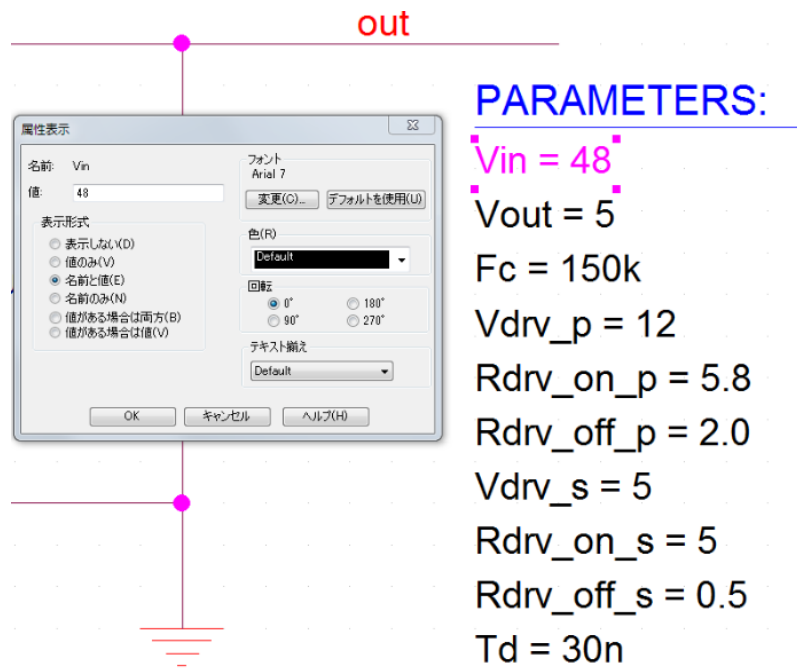 out
属性表示
名前: Vin
値: 48
表示形式
表示しない(D)
値のみ(V)
名前と値(E)
名前のみ(N)
値がある場合は両方(B)
値がある場合は値(V)
フォント
Arial 7
変更(C)... デフォルトを使用(U)
色(R)
Default
回転
0° 180°
90° 270°
テキスト揃え
Default
OK キャンセル ヘルプ(H)
PARAMETERS:
Vin = 48
Vout = 5
Fc = 150k
Vdrv_p = 12
Rdrv_on_p = 5.8
Rdrv_off_p = 2.0
Vdrv_s = 5
Rdrv_on_s = 5
Rdrv_off_s = 0.5
Td = 30n